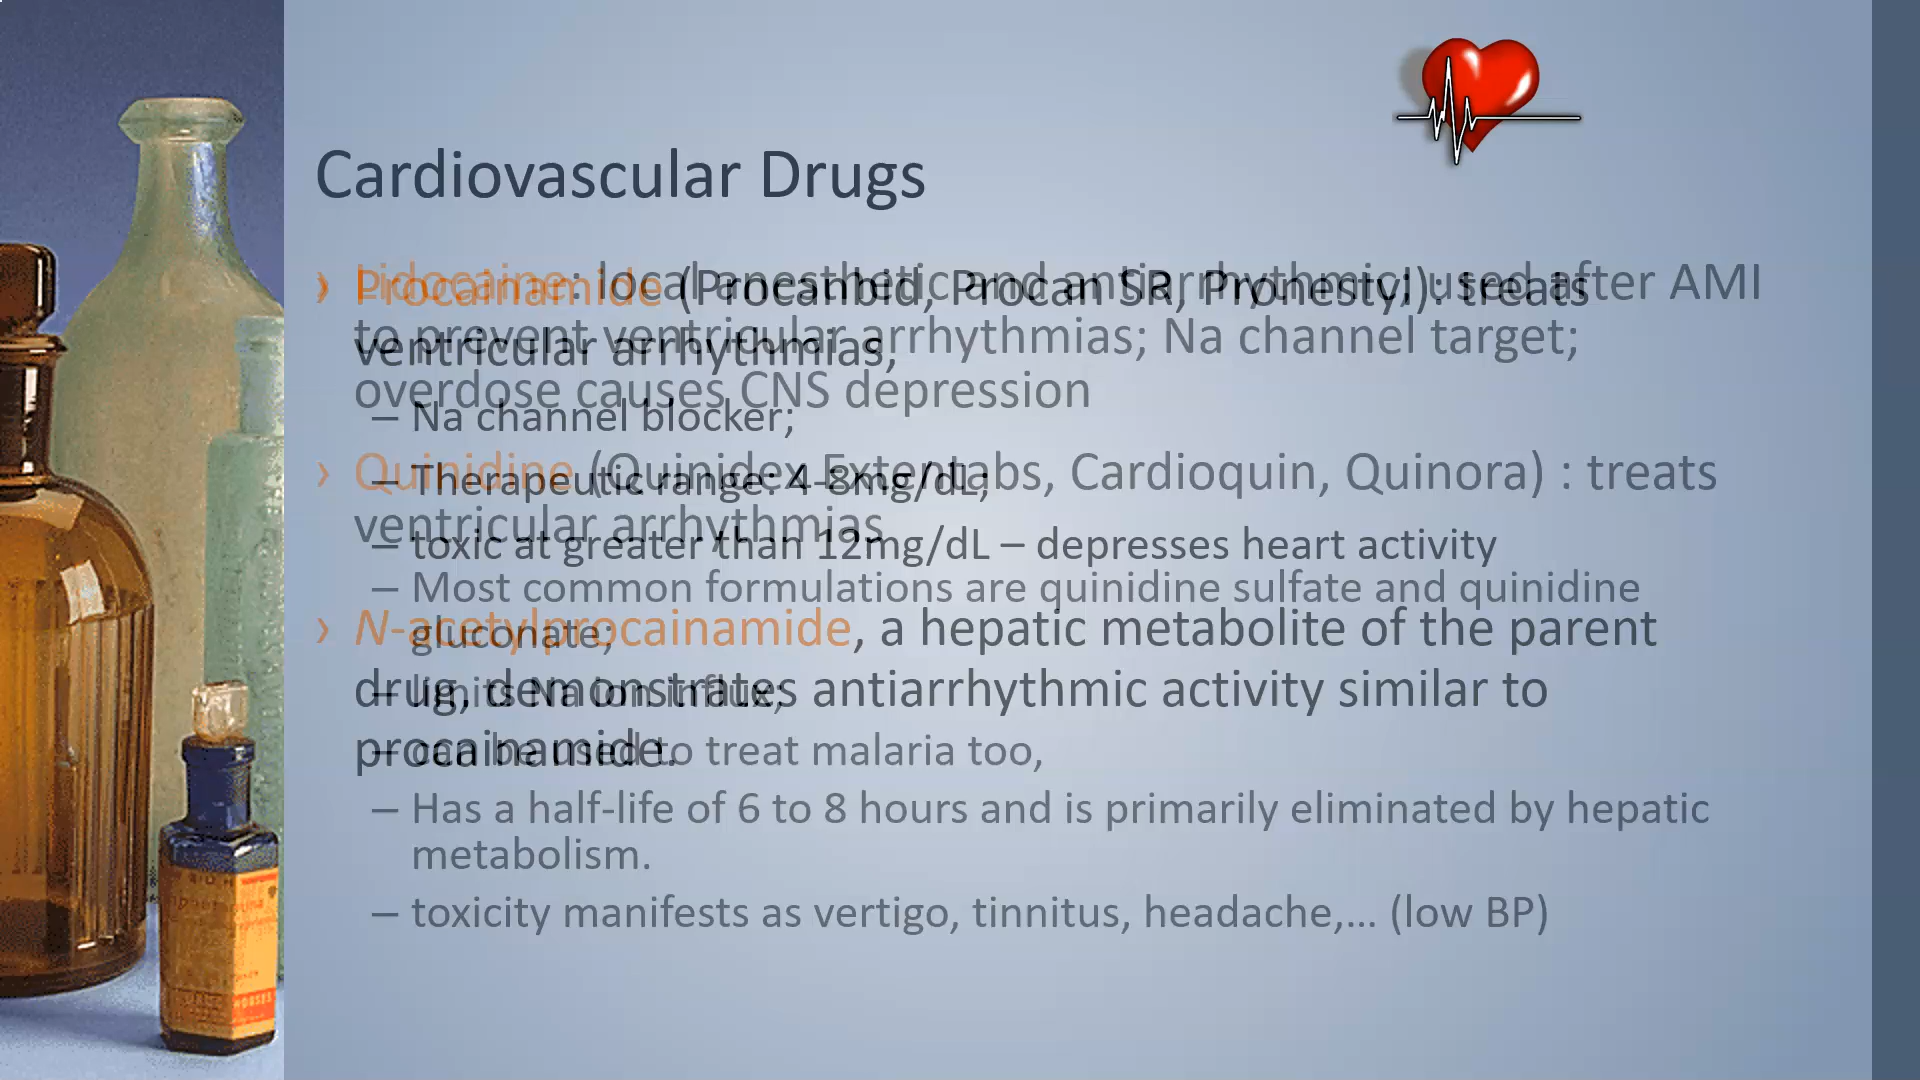 Cardiovascular Drugs
› Lidocaine: local anesthetic and antiarrhythmic; used after AMI
to prevent ventricular arrhythmias; Na channel target;
overdose causes CNS depression
› Quinidine (Quinidex Extentabs, Cardioquin, Quinora) : treats
ventricular arrhythmias
– Most common formulations are quinidine sulfate and quinidine
gluconate;
– limits Na ion influx;
– can be used to treat malaria too,
– Has a half-life of 6 to 8 hours and is primarily eliminated by hepatic
metabolism.
– toxicity manifests as vertigo, tinnitus, headache,... (low BP)
› Procainamide (Procanbid, Procan SR, Pronestyl) : treats
ventricular arrhythmias,
– Na channel blocker;
– Therapeutic range: 4-8mg/dL;
– toxic at greater than 12mg/dL – depresses heart activity
› N-acetylprocainamide, a hepatic metabolite of the parent
drug, demonstrates antiarrhythmic activity similar to
procainamide.